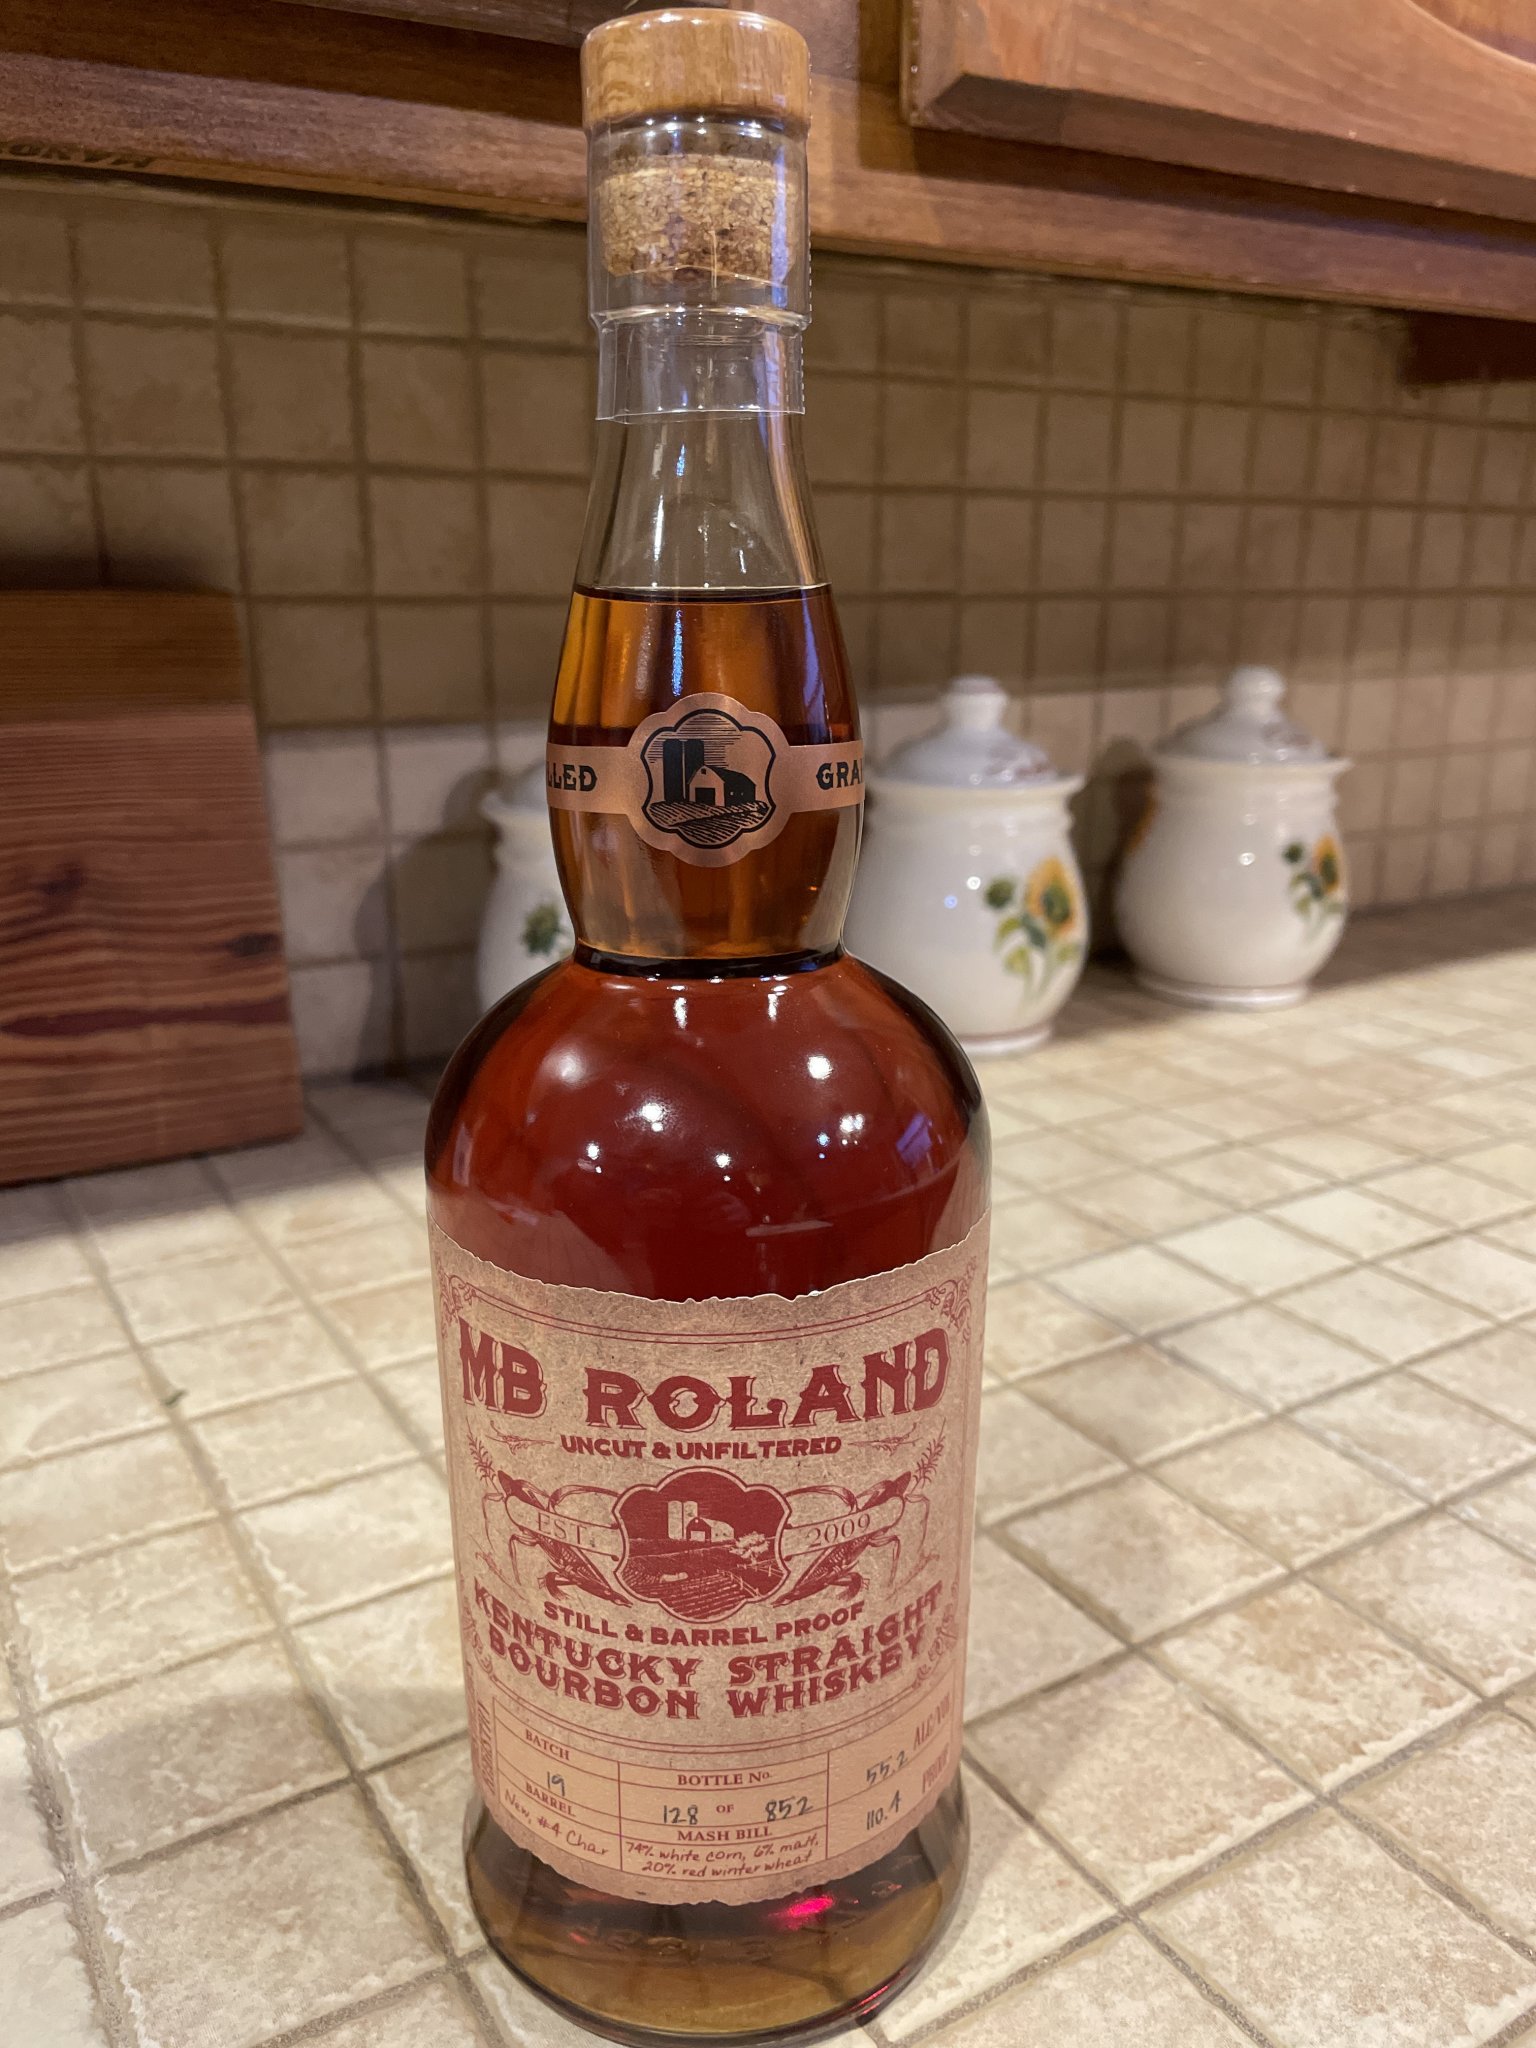 LLED
GRAI
MB ROLAND
UNCUT & UNFILTERED
EST. 2009
STILL & BARREL PROOF
KENTUCKY STRAIGHT
BOURBON WHISKEY
BATCH
19
BARREL
New, #4 Char
BOTTLE No.
128 OF 852
MASH BILL
74% white corn, 6% malt,
20% red winter wheat
55.2 ALC/VOL
110.4 PROOF